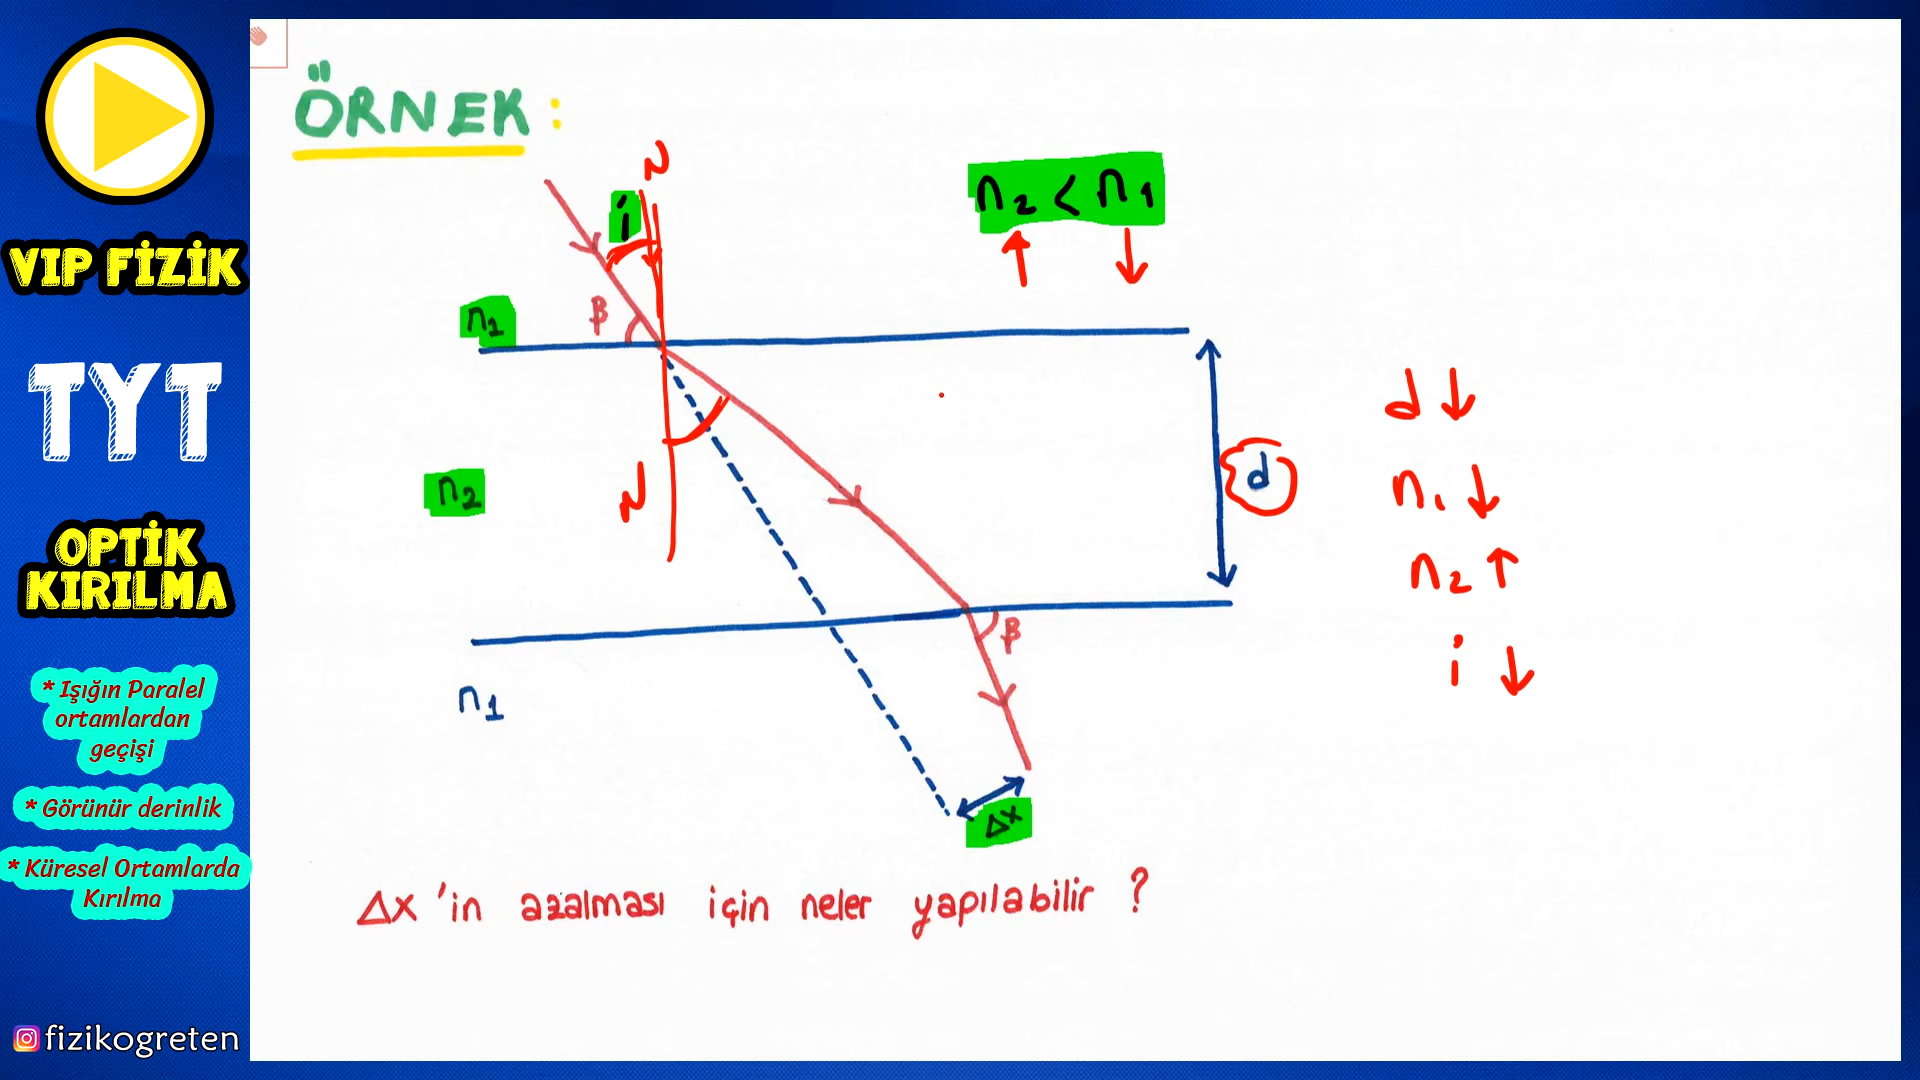 VIP FİZİK
TYT
OPTİK
KIRILMA
* Işığın Paralel
ortamlardan
geçişi
* Görünür derinlik
* Küresel Ortamlarda
Kırılma
fizikogreten
ÖRNEK :
N
i
n2 < n1
↑ ↓
β
n1
d ↓
d
n2
N
n1 ↓
n2 ↑
β
i ↓
n1
Δx
Δx 'in azalması için neler yapılabilir ?